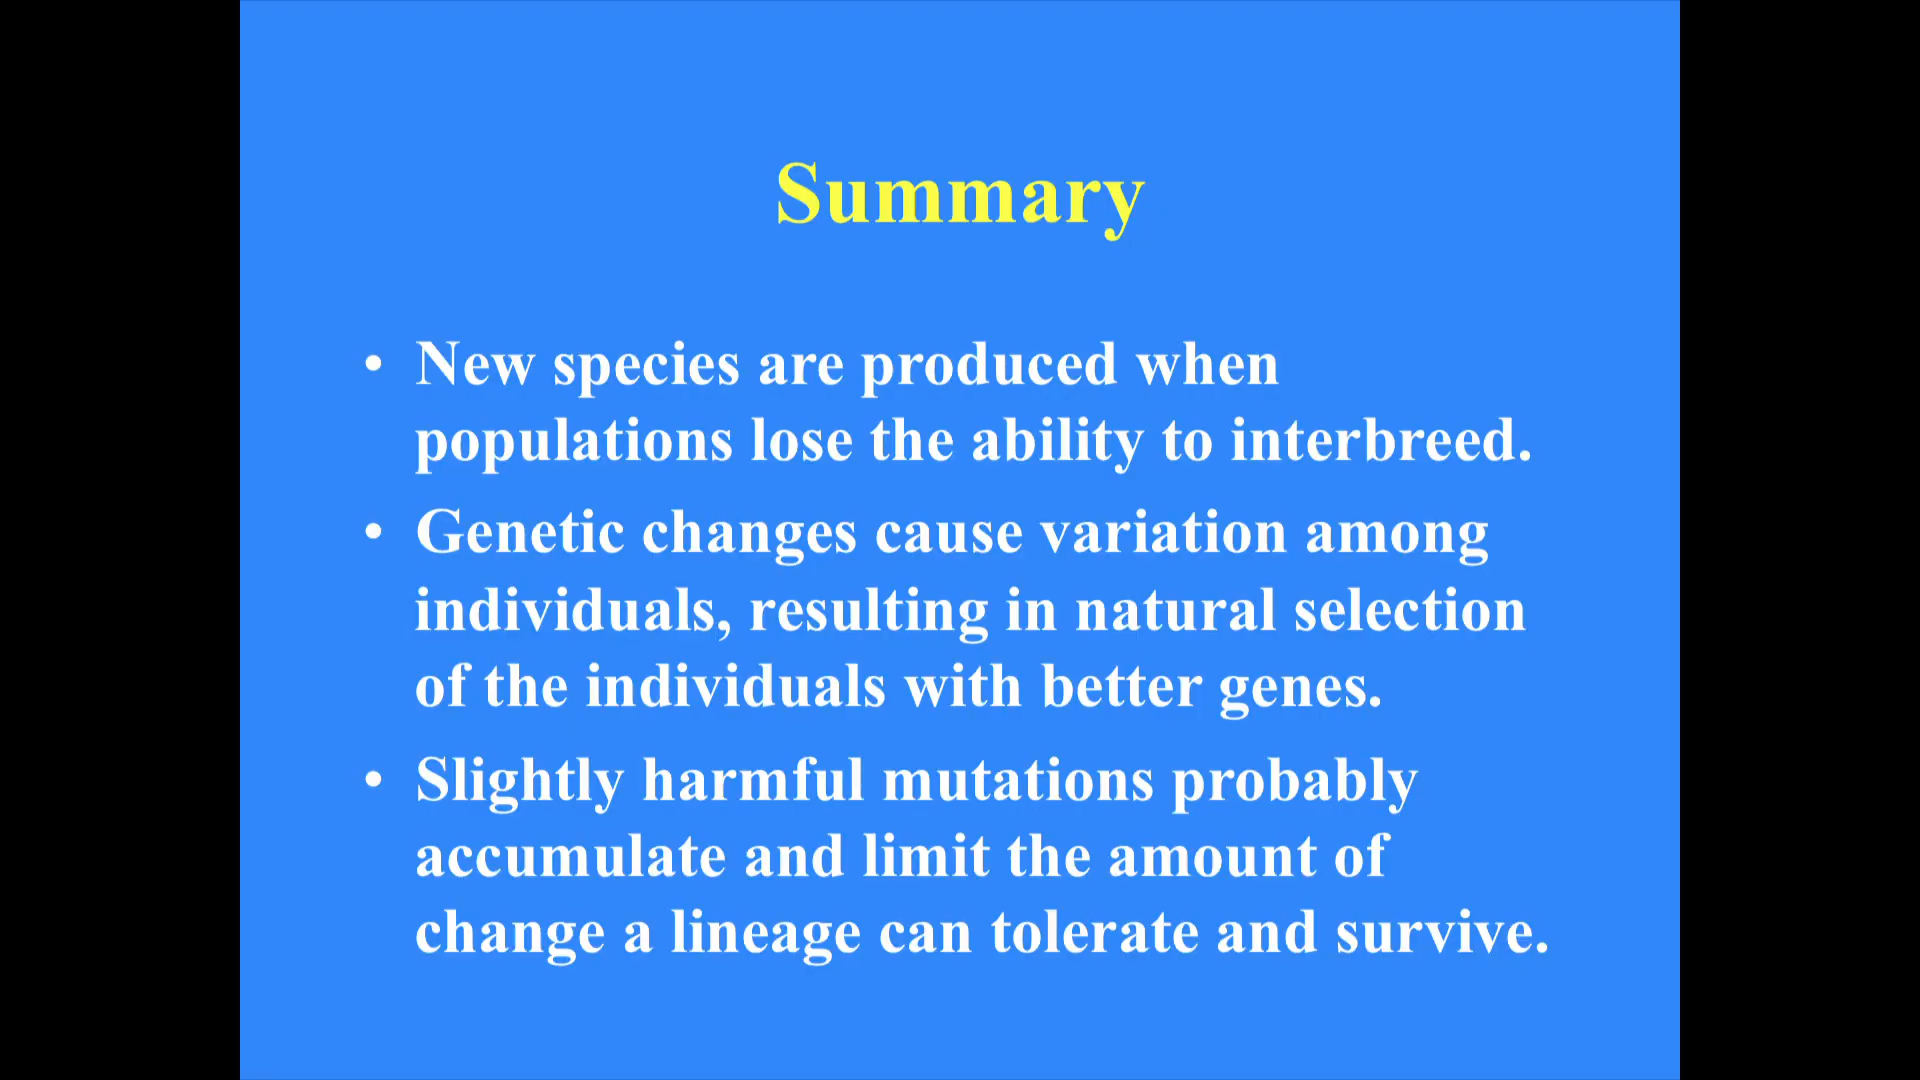 Summary
• New species are produced when
populations lose the ability to interbreed.
• Genetic changes cause variation among
individuals, resulting in natural selection
of the individuals with better genes.
• Slightly harmful mutations probably
accumulate and limit the amount of
change a lineage can tolerate and survive.